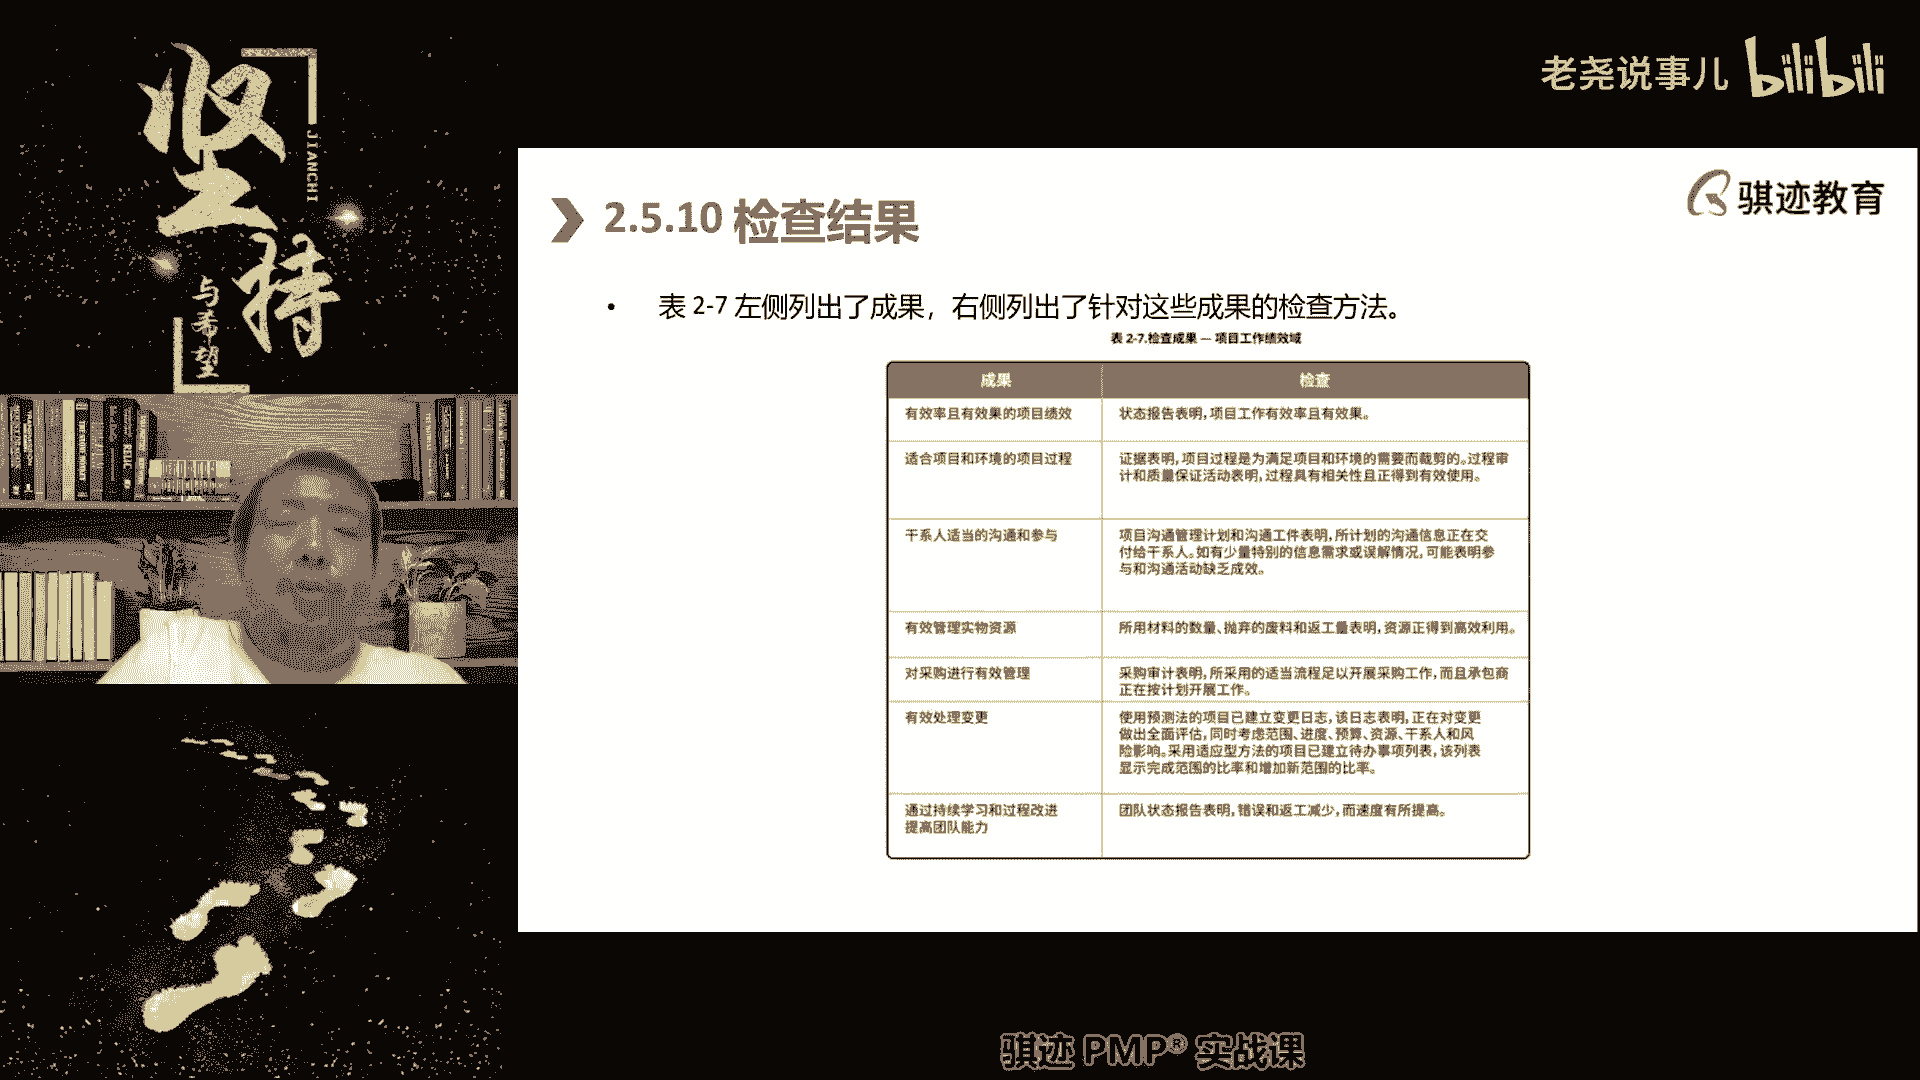 坚持
JIANCHI
与希望
老尧说事儿 bilibili
骐迹教育
2.5.10 检查结果
• 表 2-7 左侧列出了成果，右侧列出了针对这些成果的检查方法。
表 2-7.检查成果 — 项目工作绩效域
成果 检查
有效率且有效果的项目绩效 状态报告表明,项目工作有效率且有效果。
适合项目和环境的项目过程 证据表明,项目过程是为满足项目和环境的需要而裁剪的。过程审
计和质量保证活动表明,过程具有相关性且正得到有效使用。
干系人适当的沟通和参与 项目沟通管理计划和沟通工件表明,所计划的沟通信息正在交
付给干系人。如有少量特别的信息需求或误解情况,可能表明参
与和沟通活动缺乏成效。
有效管理实物资源 所用材料的数量、抛弃的废料和返工量表明,资源正得到高效利用。
对采购进行有效管理 采购审计表明,所采用的适当流程足以开展采购工作,而且承包商
正在按计划开展工作。
有效处理变更 使用预测法的项目已建立变更日志,该日志表明,正在对变更
做出全面评估,同时考虑范围、进度、预算、资源、干系人和风
险影响。采用适应型方法的项目已建立待办事项列表,该列表
显示完成范围的比率和增加新范围的比率。
通过持续学习和过程改进 团队状态报告表明,错误和返工减少,而速度有所提高。
提高团队能力
骐迹 PMP® 实战课